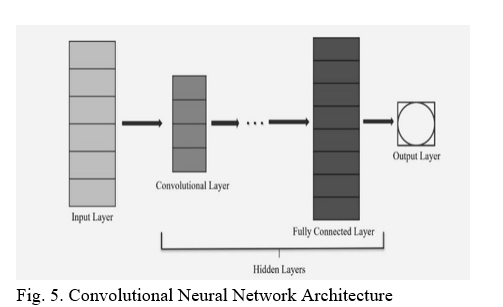 Input Layer
Convolutional Layer
...
Fully Connected Layer
Output Layer
Hidden Layers
Fig. 5. Convolutional Neural Network Architecture